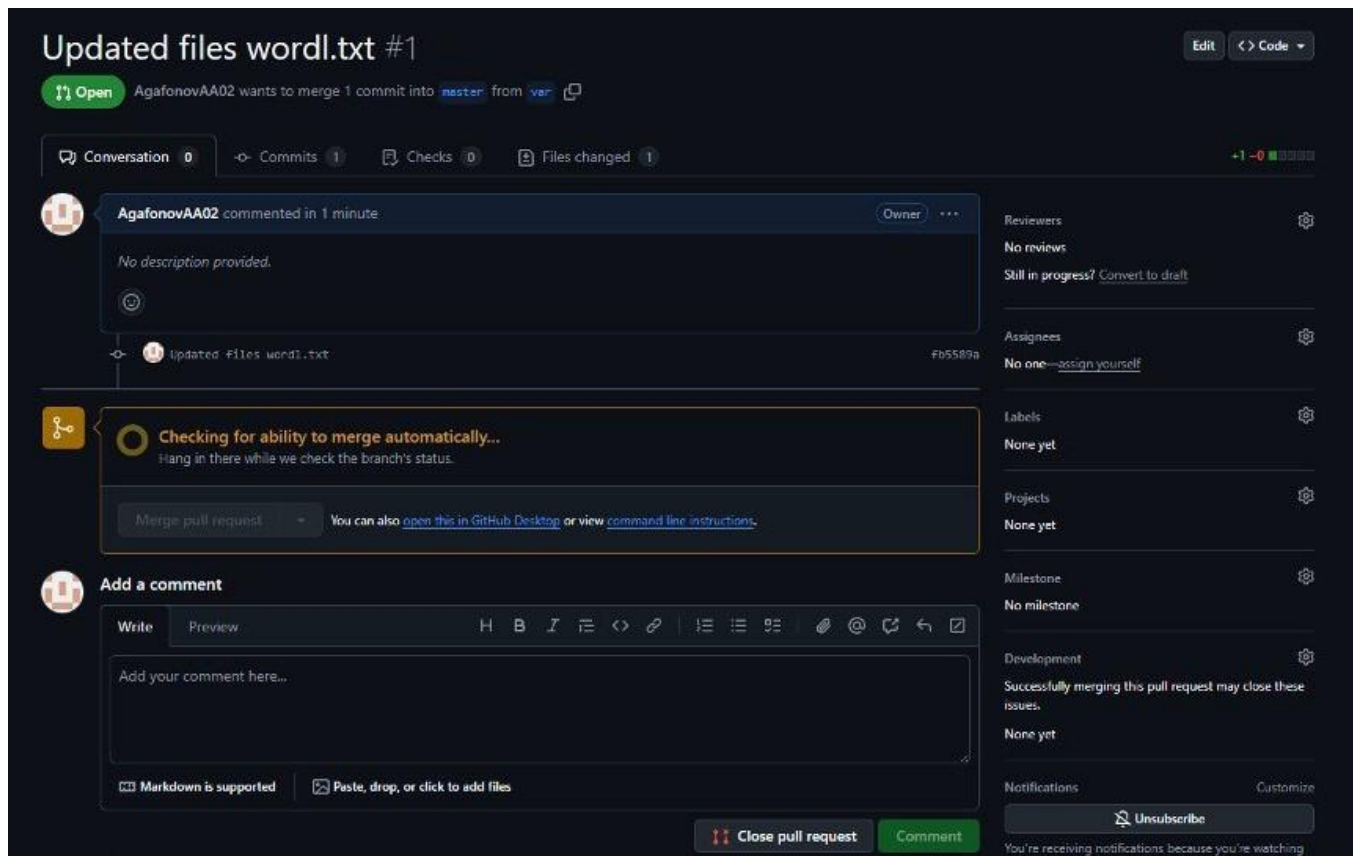 Updated files wordl.txt #1
Edit
<> Code
Open
AgafonovAA02 wants to merge 1 commit into master from var
Conversation 0
Commits 1
Checks 0
Files changed 1
+1 −0
AgafonovAA02 commented in 1 minute
Owner
No description provided.
Updated files wordl.txt
fb5589a
Checking for ability to merge automatically...
Hang in there while we check the branch's status.
Merge pull request
You can also open this in GitHub Desktop or view command line instructions.
Add a comment
Write
Preview
Add your comment here...
Markdown is supported
Paste, drop, or click to add files
Close pull request
Comment
Reviewers
No reviews
Still in progress? Convert to draft
Assignees
No one—assign yourself
Labels
None yet
Projects
None yet
Milestone
No milestone
Development
Successfully merging this pull request may close these
issues.
None yet
Notifications
Customize
Unsubscribe
You're receiving notifications because you're watching